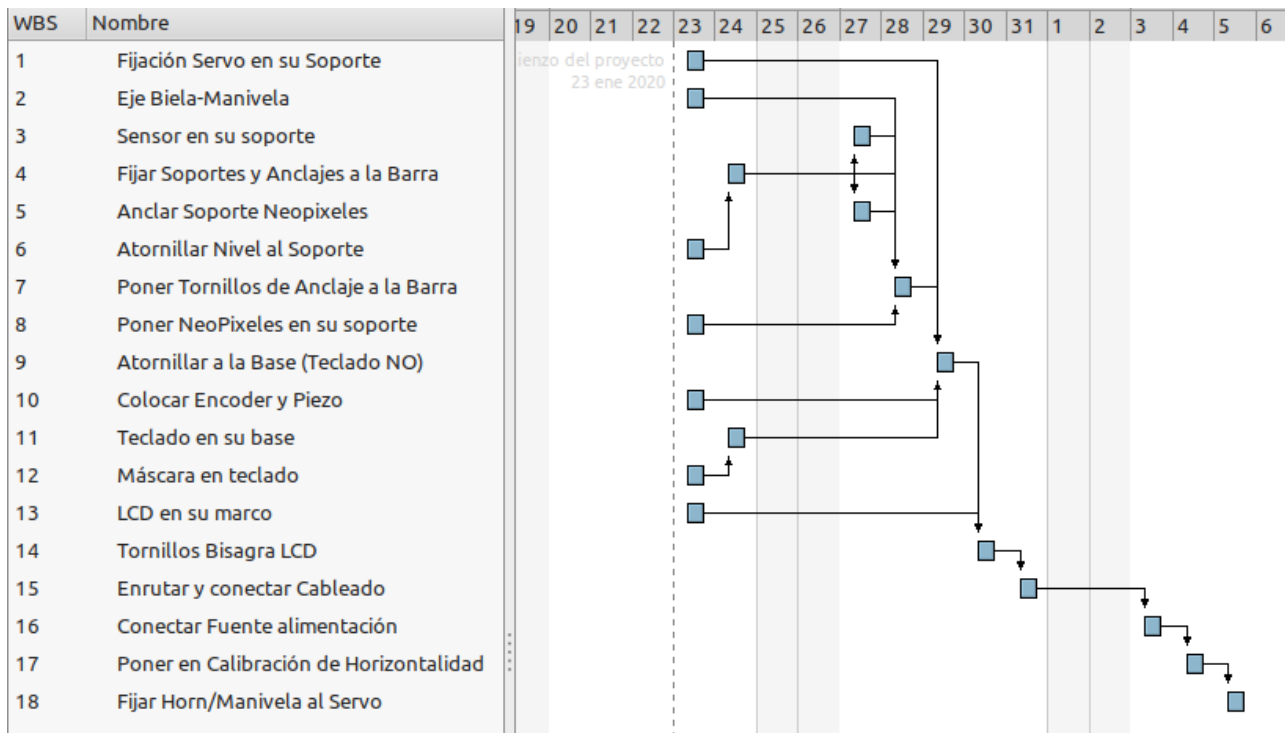 WBS Nombre 19 20 21 22 23 24 25 26 27 28 29 30 31 1 2 3 4 5 6
1 Fijación Servo en su Soporte ienzo del proyecto
23 ene 2020
2 Eje Biela-Manivela
3 Sensor en su soporte
4 Fijar Soportes y Anclajes a la Barra
5 Anclar Soporte Neopixeles
6 Atornillar Nivel al Soporte
7 Poner Tornillos de Anclaje a la Barra
8 Poner NeoPixeles en su soporte
9 Atornillar a la Base (Teclado NO)
10 Colocar Encoder y Piezo
11 Teclado en su base
12 Máscara en teclado
13 LCD en su marco
14 Tornillos Bisagra LCD
15 Enrutar y conectar Cableado
16 Conectar Fuente alimentación
17 Poner en Calibración de Horizontalidad
18 Fijar Horn/Manivela al Servo